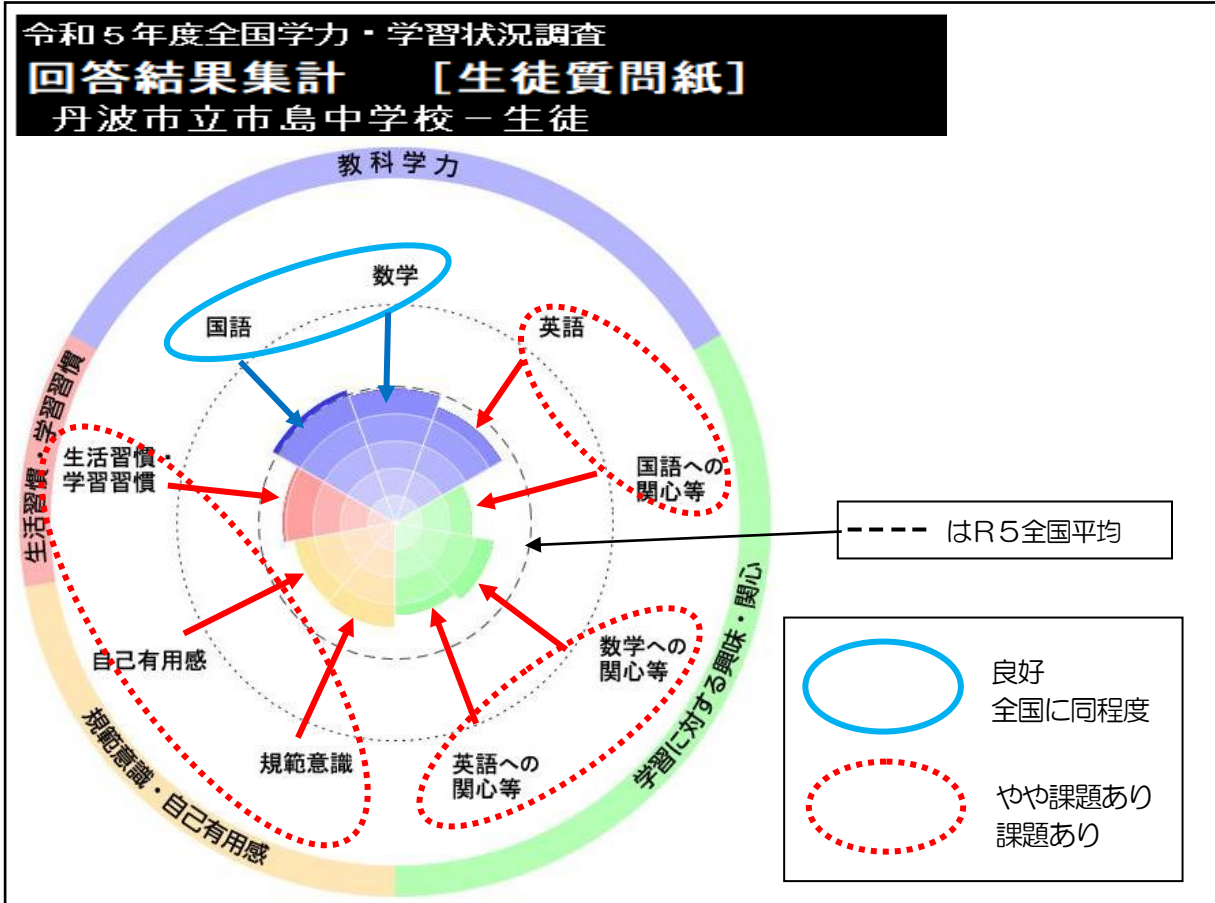 令和5年度全国学力・学習状況調査
回答結果集計 [生徒質問紙]
丹波市立市島中学校－生徒
教科学力
数学
国語
英語
生活習慣・学習習慣
生活習慣・
学習習慣
国語への
関心等
---- はR5全国平均
自己有用感
数学への
関心等
規範意識
英語への
関心等
学習に対する興味・関心
規範意識・自己有用感
良好
全国に同程度
やや課題あり
課題あり